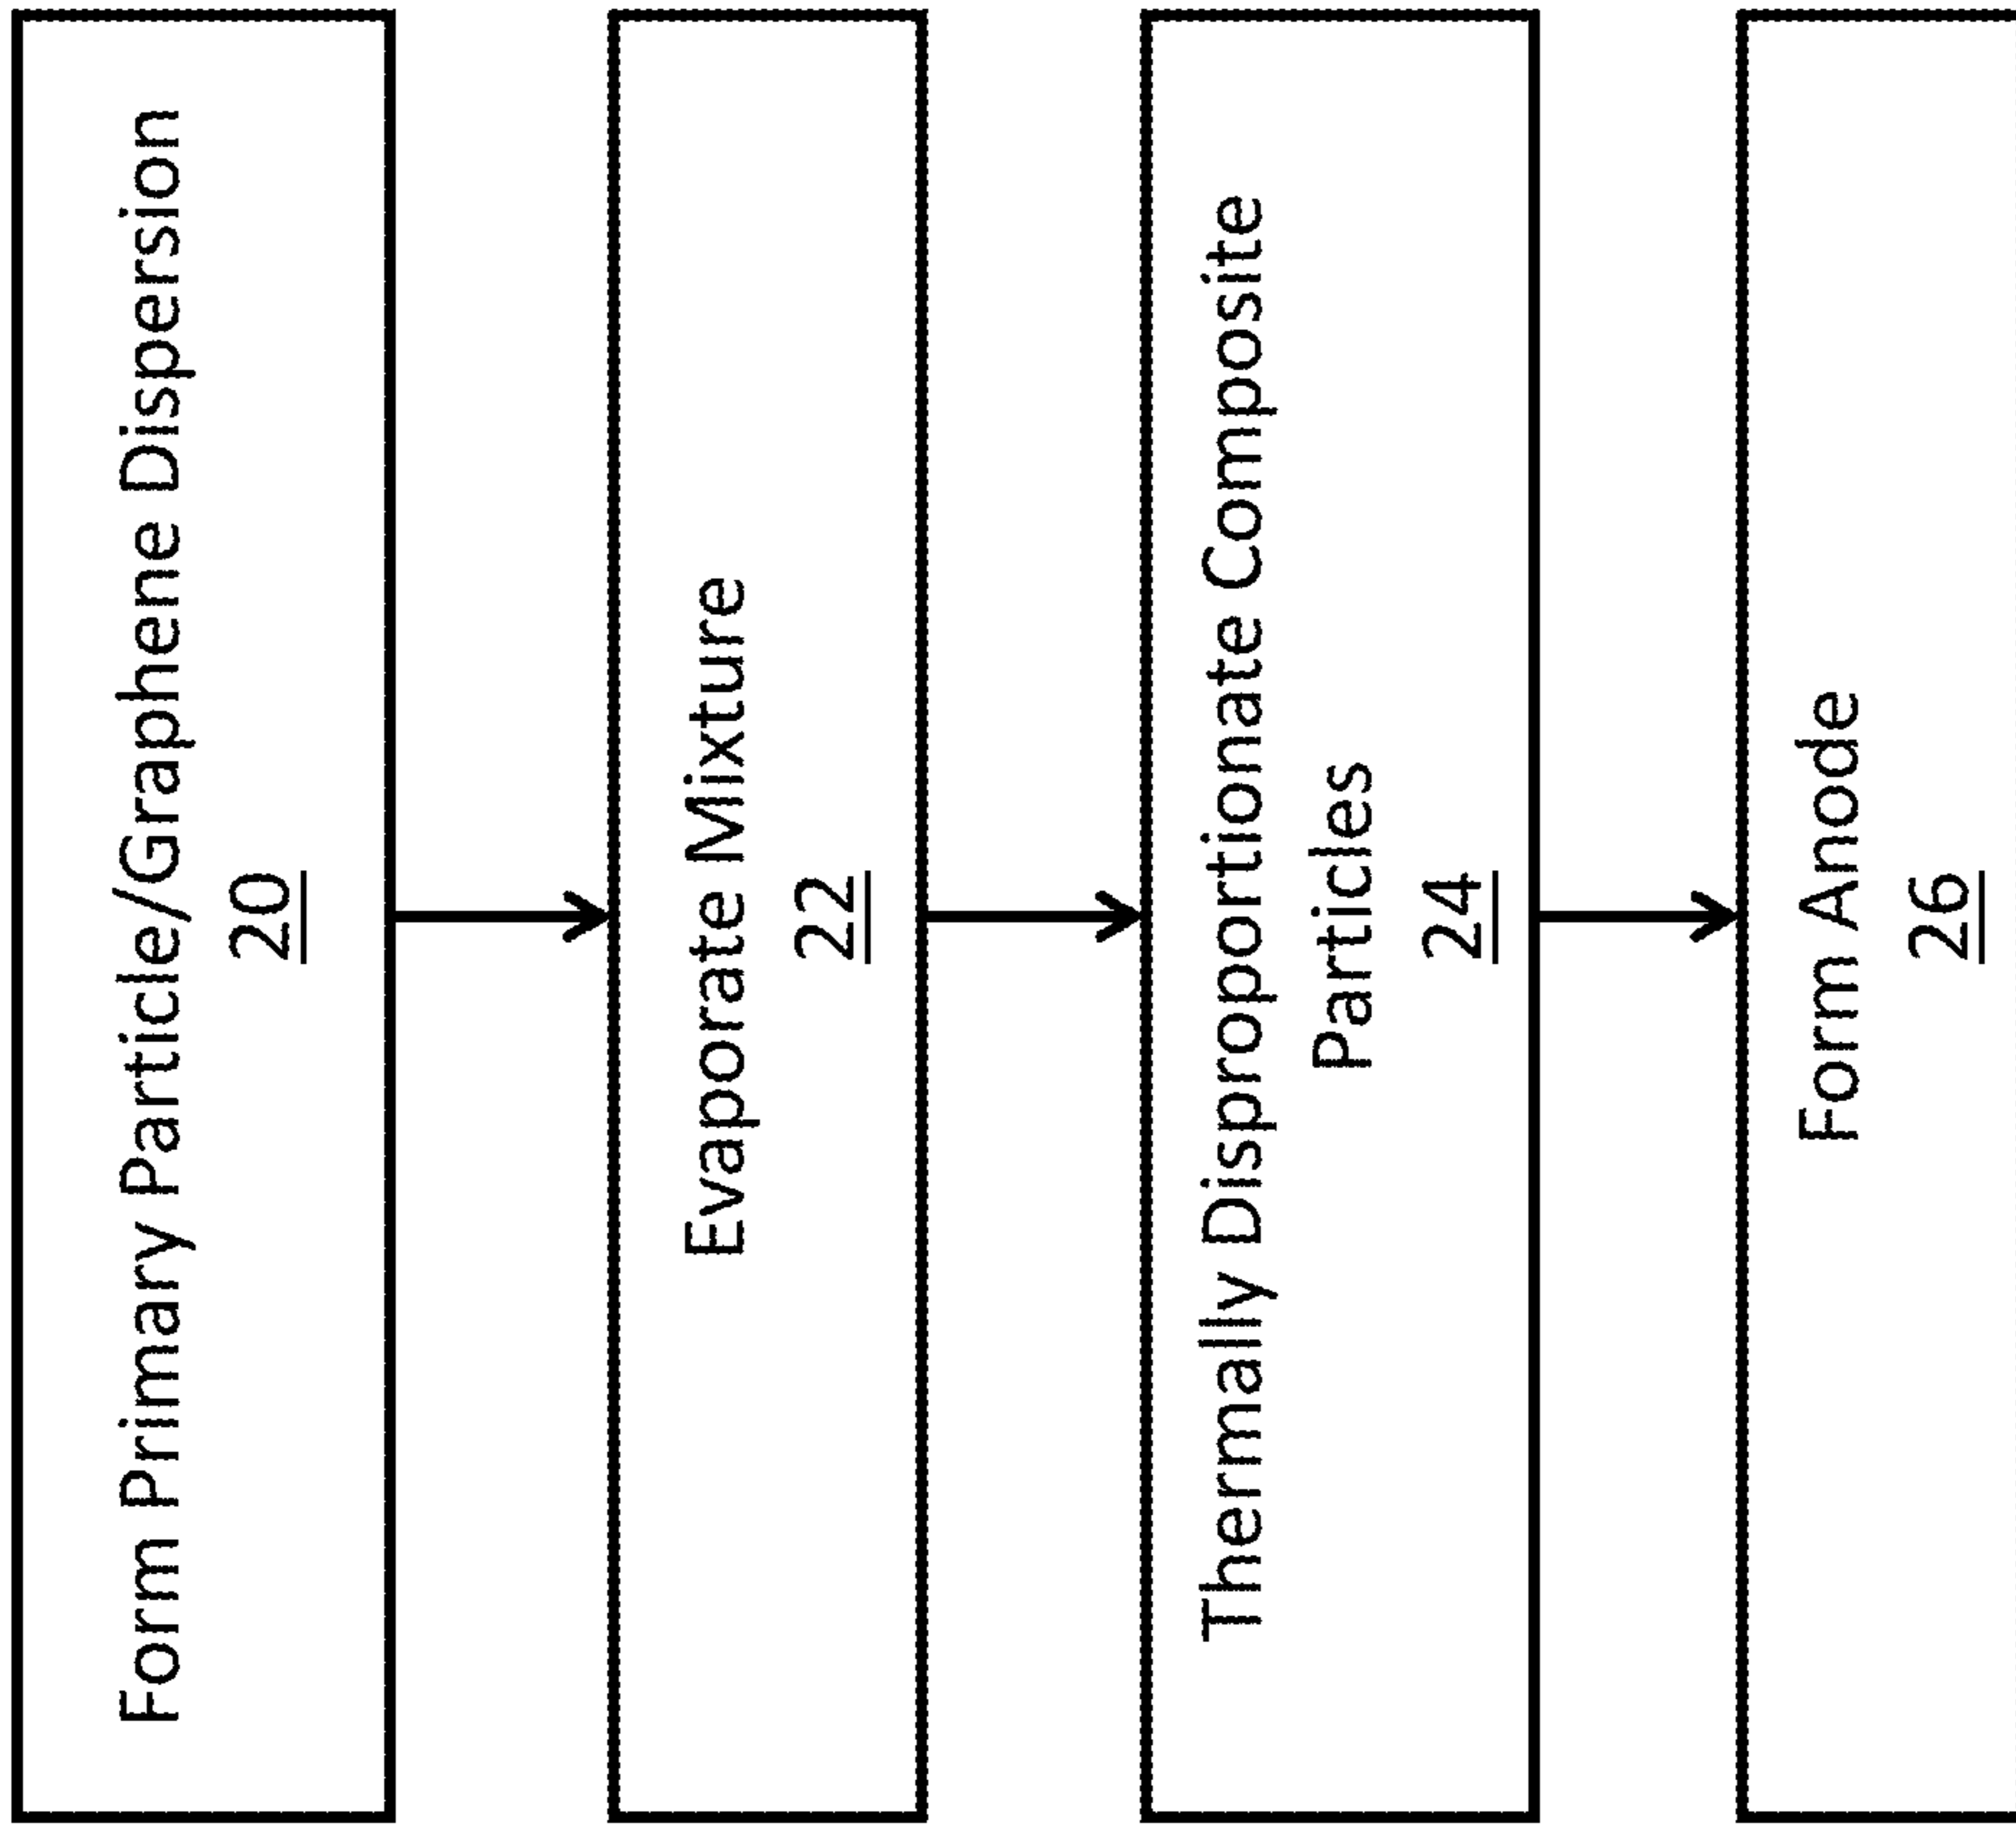 Form Primary Particle/Graphene Dispersion
20
Evaporate Mixture
22
Thermally Disproportionate Composite
Particles
24
Form Anode
26